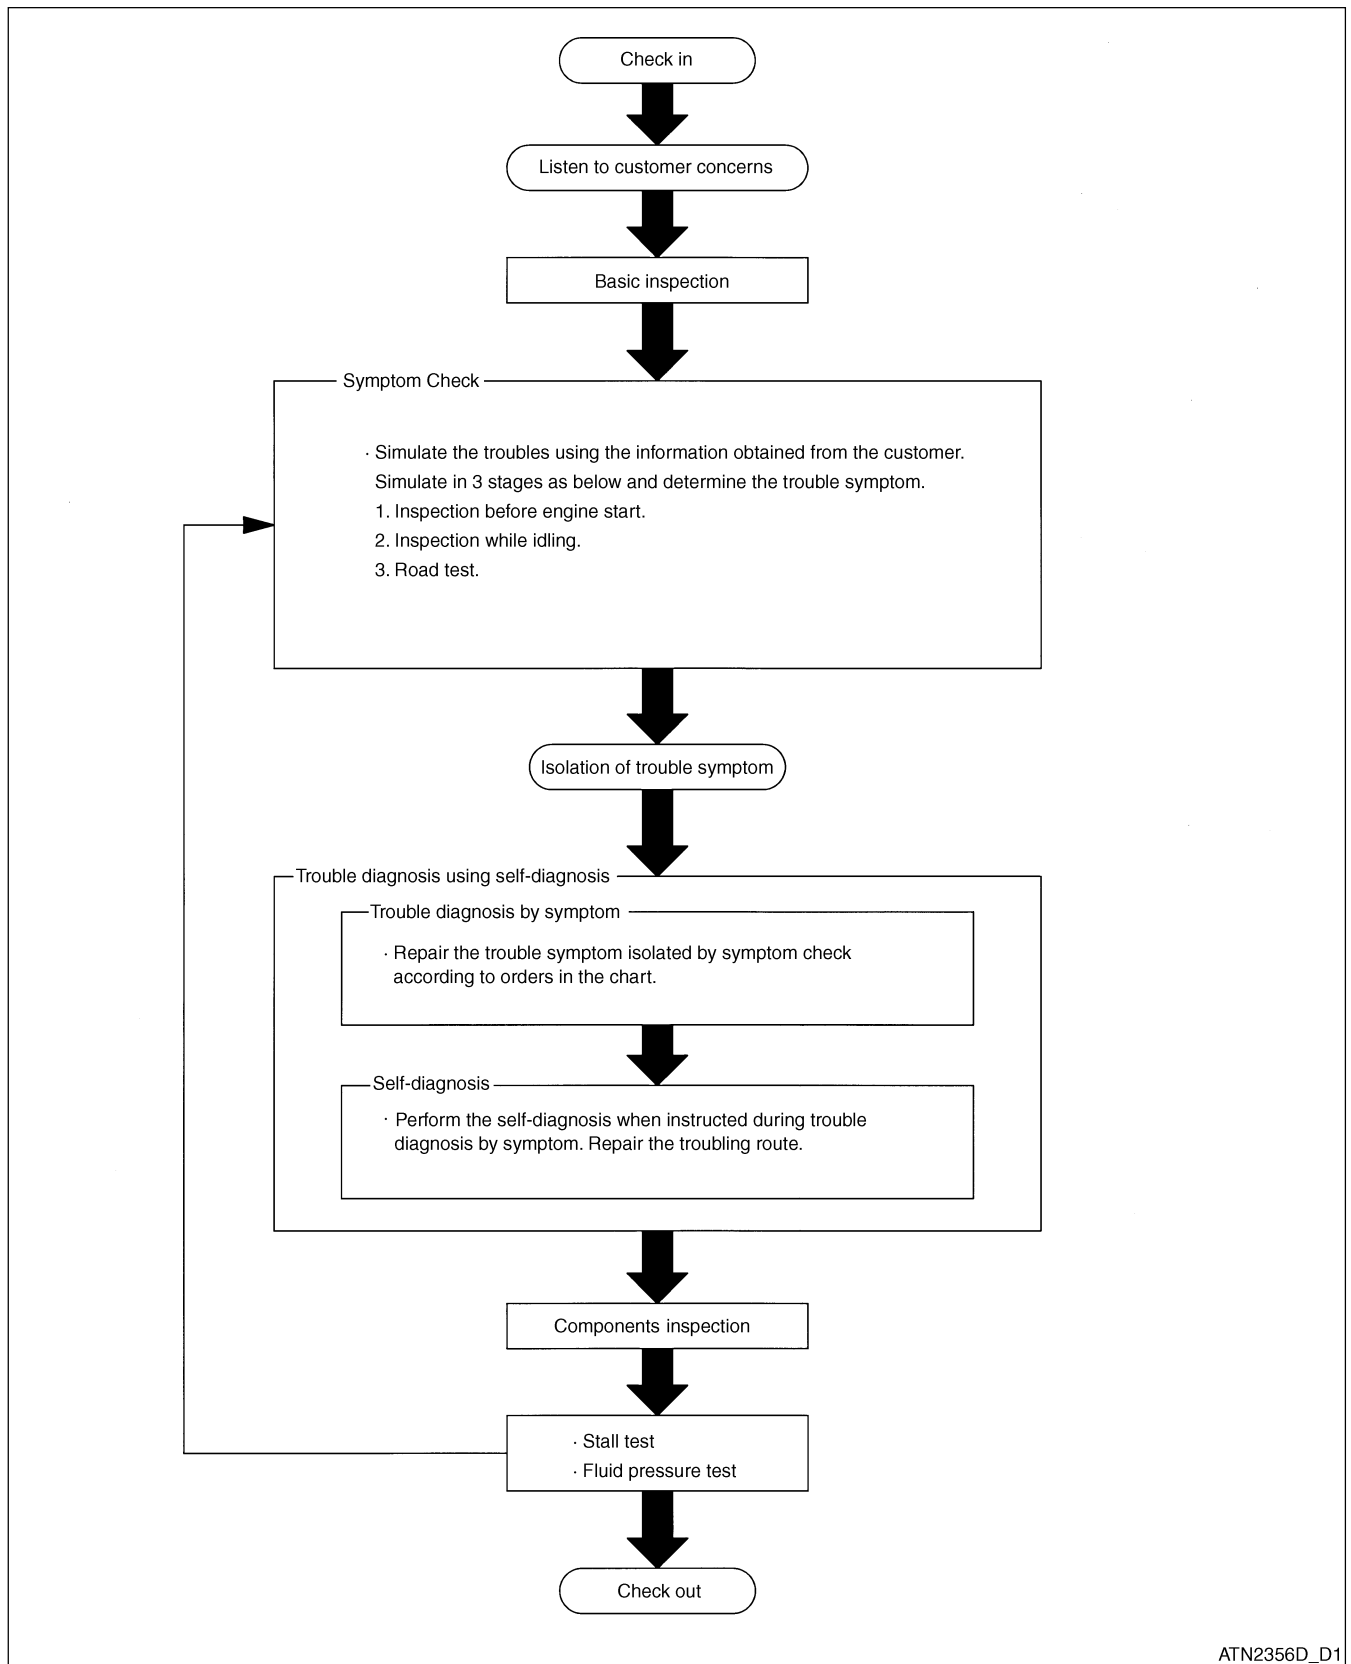 Check in
Listen to customer concerns
Basic inspection
Symptom Check
· Simulate the troubles using the information obtained from the customer.
Simulate in 3 stages as below and determine the trouble symptom.
1. Inspection before engine start.
2. Inspection while idling.
3. Road test.
Isolation of trouble symptom
Trouble diagnosis using self-diagnosis
Trouble diagnosis by symptom
· Repair the trouble symptom isolated by symptom check
according to orders in the chart.
Self-diagnosis
· Perform the self-diagnosis when instructed during trouble
diagnosis by symptom. Repair the troubling route.
Components inspection
· Stall test
· Fluid pressure test
Check out
ATN2356D_D1